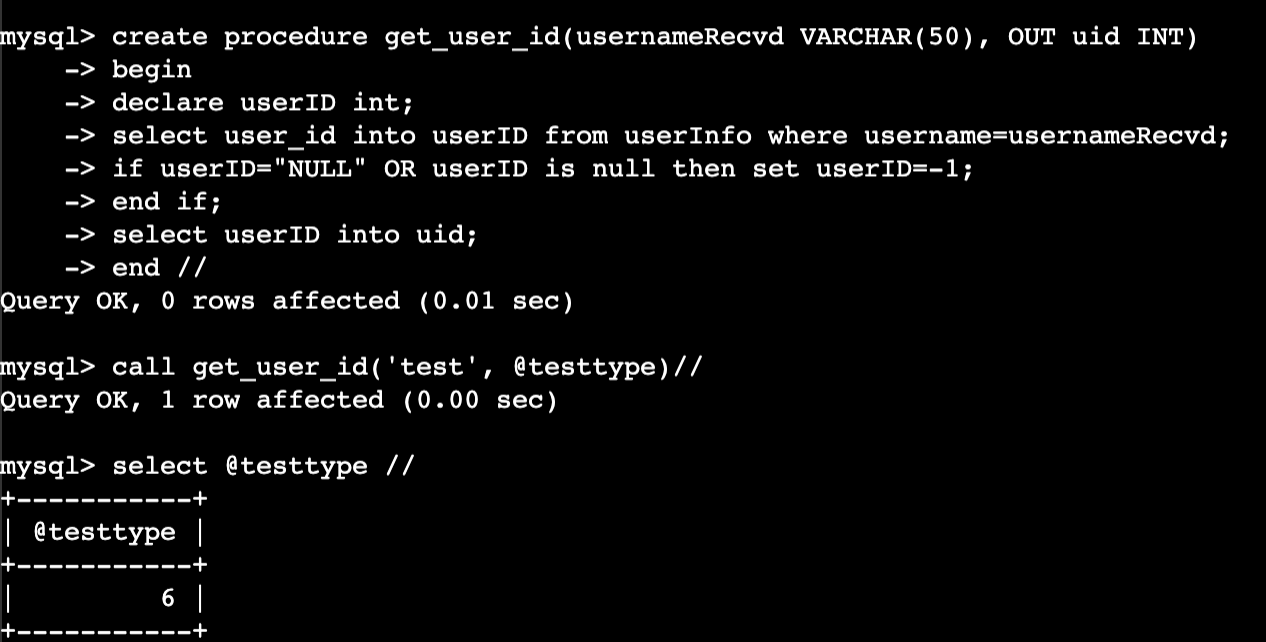 mysql> create procedure get_user_id(usernameRecvd VARCHAR(50), OUT uid INT)
    -> begin
    -> declare userID int;
    -> select user_id into userID from userInfo where username=usernameRecvd;
    -> if userID="NULL" OR userID is null then set userID=-1;
    -> end if;
    -> select userID into uid;
    -> end //
Query OK, 0 rows affected (0.01 sec)

mysql> call get_user_id('test', @testtype)//
Query OK, 1 row affected (0.00 sec)

mysql> select @testtype //
+-----------+
| @testtype |
+-----------+
|         6 |
+-----------+